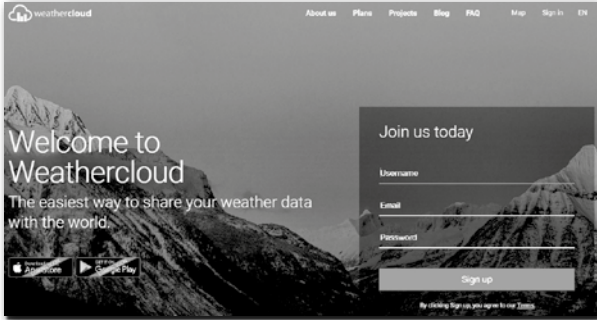 weathercloud
About us Plans Projects Blog FAQ Map Sign in EN
Welcome to
Weathercloud
The easiest way to share your weather data
with the world.
Join us today
Username
Email
Password
Sign up
By clicking Sign up, you agree to our Terms.
App Store
Google Play